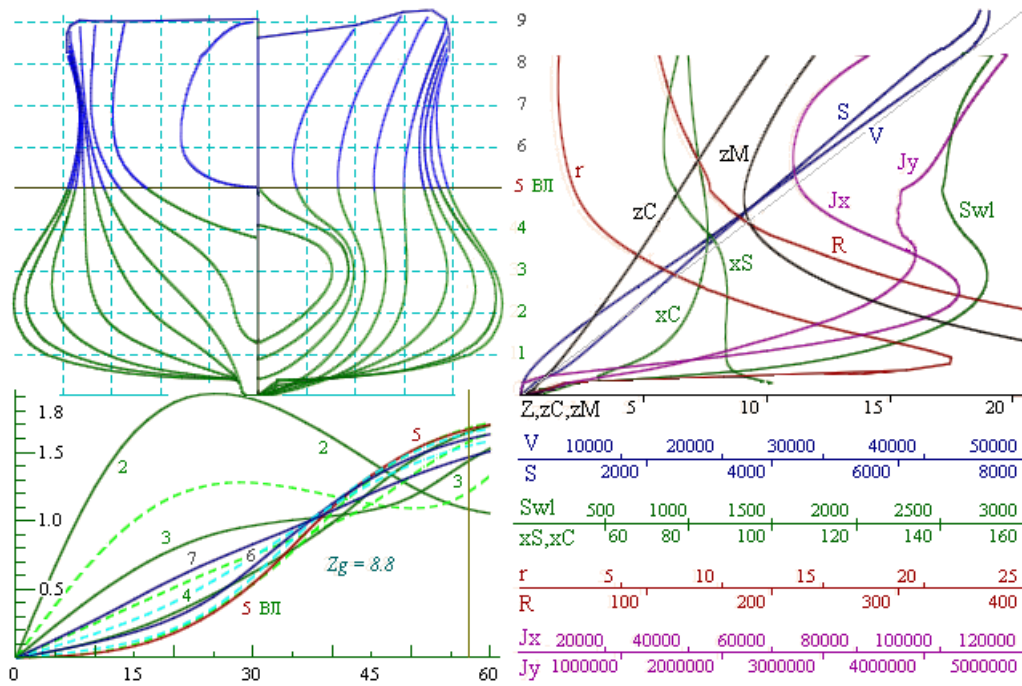 9
8
7
6
5 ВП
4
3
2
1
S
V
zM
r
zC
Jy
Jx
Swl
R
xS
xC
Z,zC,zM 5 10 15 20
V 10000 20000 30000 40000 50000
S 2000 4000 6000 8000
Swl 500 1000 1500 2000 2500 3000
xS,xC 60 80 100 120 140 160
r 5 10 15 20 25
R 100 200 300 400
Jx 20000 40000 60000 80000 100000 120000
Jy 1000000 2000000 3000000 4000000 5000000
1.8
1.5
1.0
0.5
2
2
5
3
3
7
6
4
Zg = 8.8
5 ВП
0 15 30 45 60